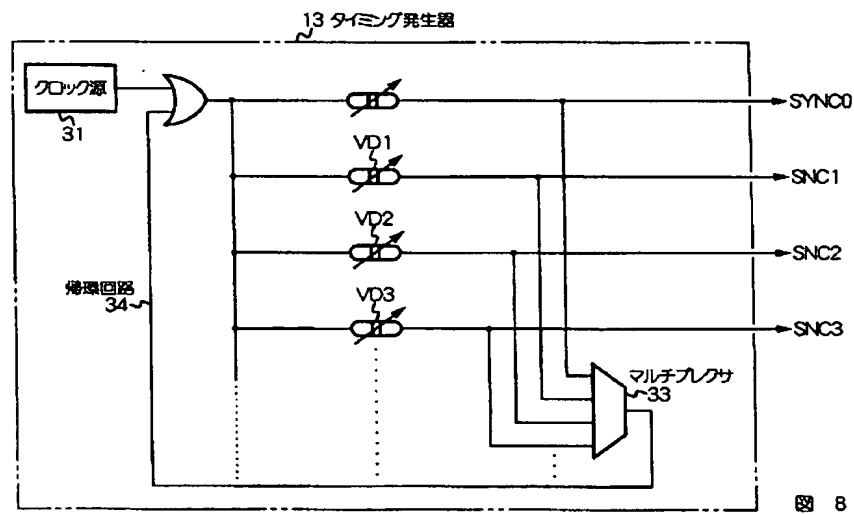 13 タイミング発生器
クロック源
31
SYNC0
VD1
SNC1
VD2
SNC2
帰還回路
34
VD3
SNC3
マルチプレクサ
33
図 8